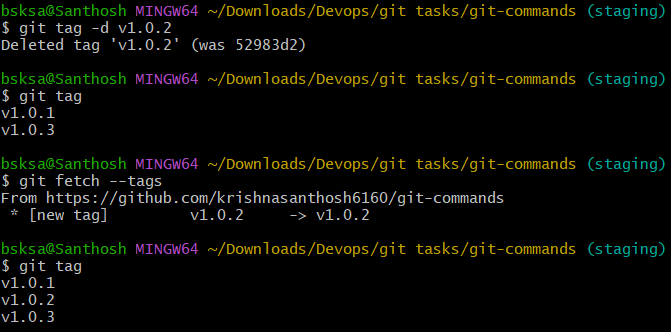 bsksa@Santhosh MINGW64 ~/Downloads/Devops/git tasks/git-commands (staging)
$ git tag -d v1.0.2
Deleted tag 'v1.0.2' (was 52983d2)
bsksa@Santhosh MINGW64 ~/Downloads/Devops/git tasks/git-commands (staging)
$ git tag
v1.0.1
v1.0.3
bsksa@Santhosh MINGW64 ~/Downloads/Devops/git tasks/git-commands (staging)
$ git fetch --tags
From https://github.com/krishnasanthosh6160/git-commands
 * [new tag]         v1.0.2     -> v1.0.2
bsksa@Santhosh MINGW64 ~/Downloads/Devops/git tasks/git-commands (staging)
$ git tag
v1.0.1
v1.0.2
v1.0.3